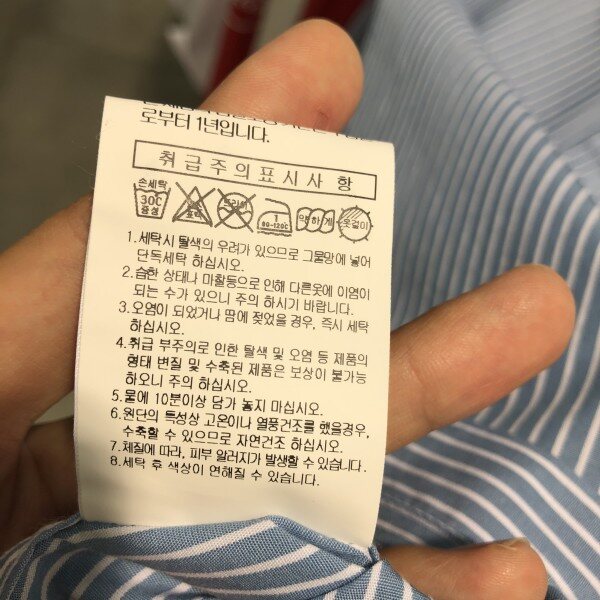 로부터 1년입니다.
취급주의표시사항
손세탁
30℃
중성
드라이
1
80-120℃
약하게
옷걸이
1.세탁시 탈색의 우려가 있으므로 그물망에 넣어
단독세탁 하십시오.
2.습한 상태나 마찰등으로 인해 다른옷에 이염이
되는 수가 있으니 주의 하시기 바랍니다.
3.오염이 되었거나 땀에 젖었을 경우, 즉시 세탁
하십시오.
4.취급 부주의로 인한 탈색 및 오염 등 제품의
형태 변질 및 수축된 제품은 보상이 불가능
하오니 주의 하십시오.
5.물에 10분이상 담가 놓지 마십시오.
6.원단의 특성상 고온이나 열풍건조를 했을경우,
수축할 수 있으므로 자연건조 하십시오.
7.체질에 따라, 피부 알러지가 발생할 수 있습니다.
8.세탁 후 색상이 연해질 수 있습니다.